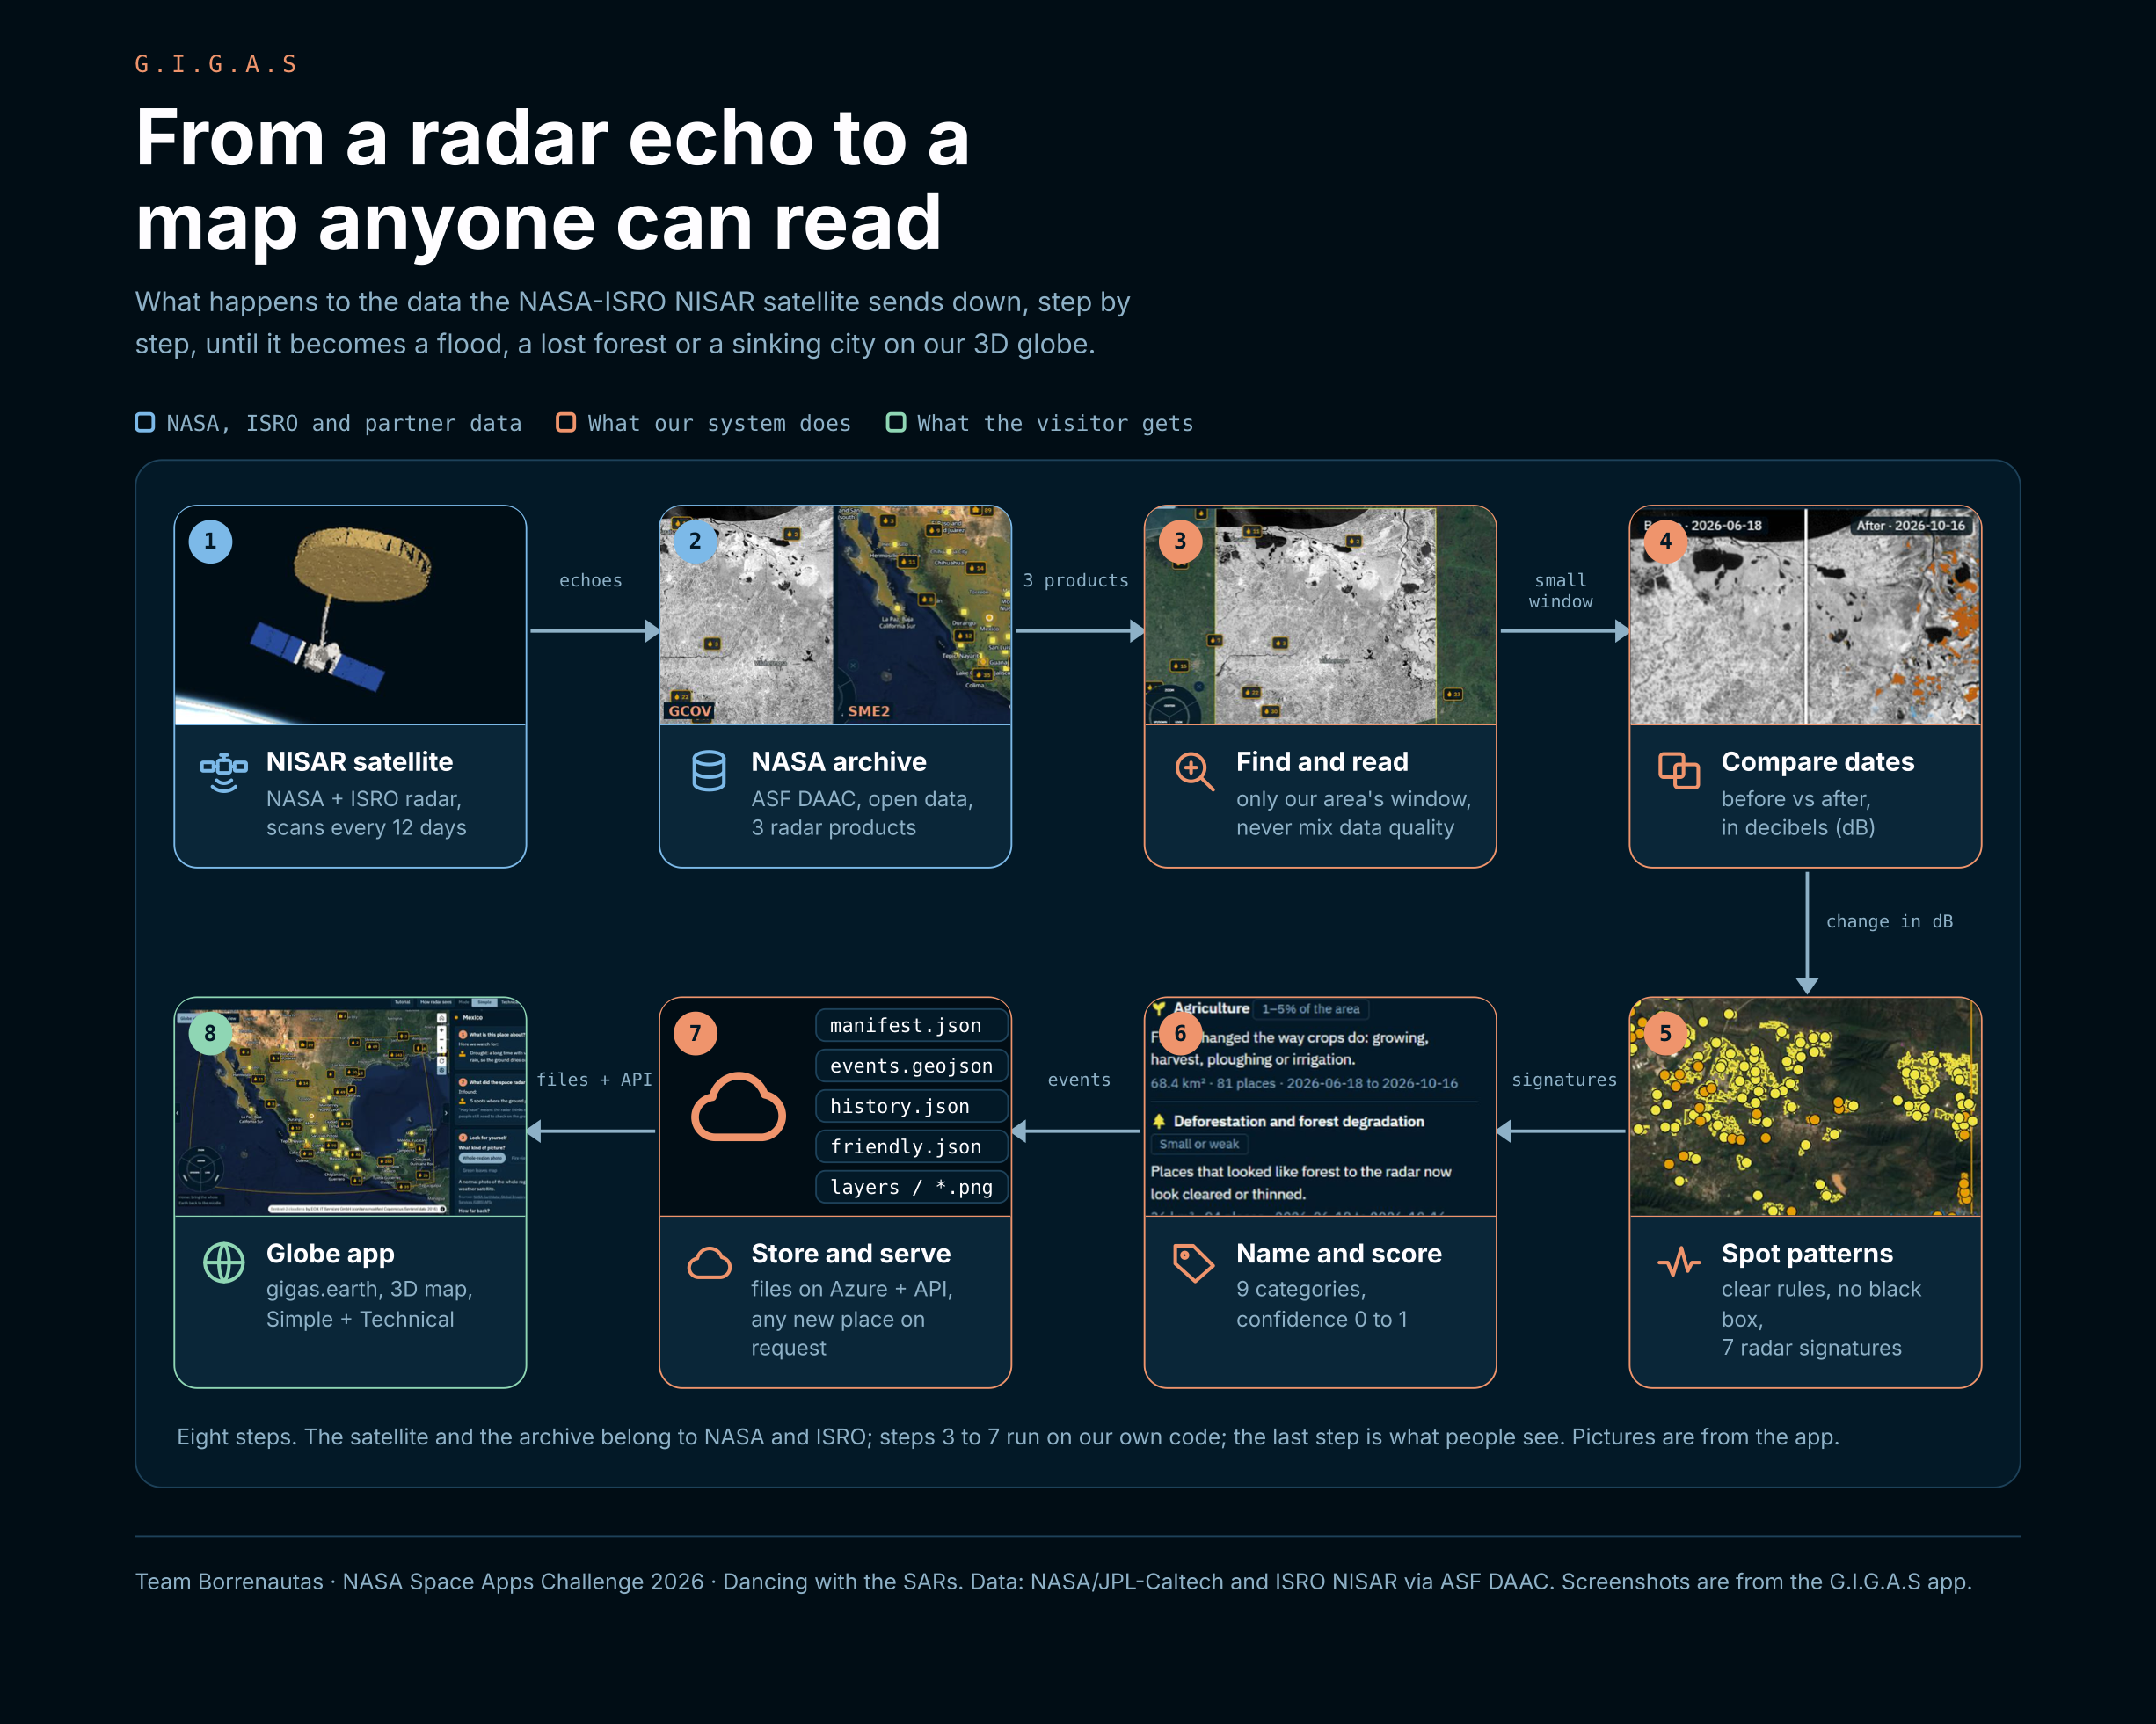 G.I.G.A.S
From a radar echo to a
map anyone can read
What happens to the data the NASA-ISRO NISAR satellite sends down, step by
step, until it becomes a flood, a lost forest or a sinking city on our 3D globe.
NASA, ISRO and partner data
What our system does
What the visitor gets
1
NISAR satellite
NASA + ISRO radar,
scans every 12 days
echoes
2
GCOV
SME2
NASA archive
ASF DAAC, open data,
3 radar products
3 products
3
Find and read
only our area's window,
never mix data quality
small
window
4
2026-06-18
After · 2026-10-16
Compare dates
before vs after,
in decibels (dB)
change in dB
5
Spot patterns
clear rules, no black
box,
7 radar signatures
signatures
6
Agriculture
1–5% of the area
hanged the way crops do: growing,
harvest, ploughing or irrigation.
68.4 km² · 81 places · 2026-06-18 to 2026-10-16
Deforestation and forest degradation
Small or weak
Places that looked like forest to the radar now
look cleared or thinned.
Name and score
9 categories,
confidence 0 to 1
events
7
manifest.json
events.geojson
history.json
friendly.json
layers / *.png
Store and serve
files on Azure + API,
any new place on
request
files + API
8
Mexico
Globe app
gigas.earth, 3D map,
Simple + Technical
Eight steps. The satellite and the archive belong to NASA and ISRO; steps 3 to 7 run on our own code; the last step is what people see. Pictures are from the app.
Team Borrenautas · NASA Space Apps Challenge 2026 · Dancing with the SARs. Data: NASA/JPL-Caltech and ISRO NISAR via ASF DAAC. Screenshots are from the G.I.G.A.S app.